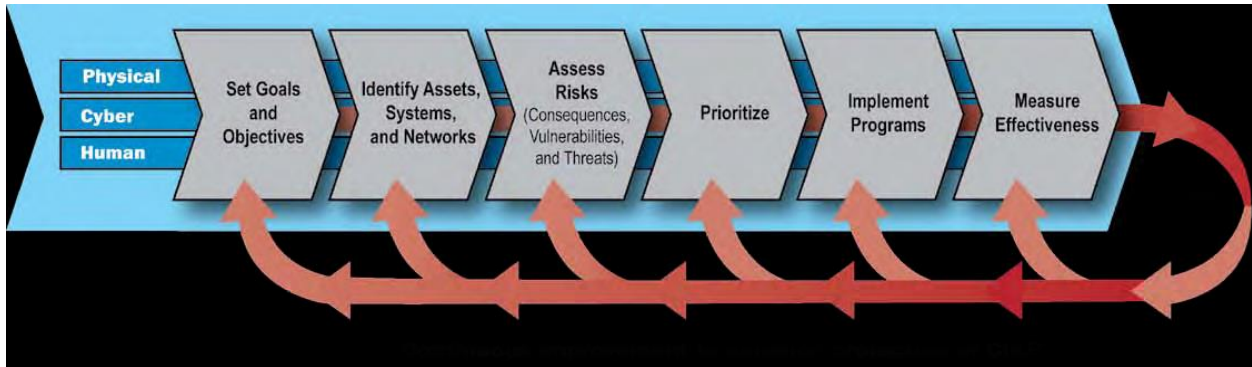 Physical
Cyber
Human
Set Goals
and
Objectives
Identify Assets,
Systems,
and Networks
Assess
Risks
(Consequences,
Vulnerabilities,
and Threats)
Prioritize
Implement
Programs
Measure
Effectiveness